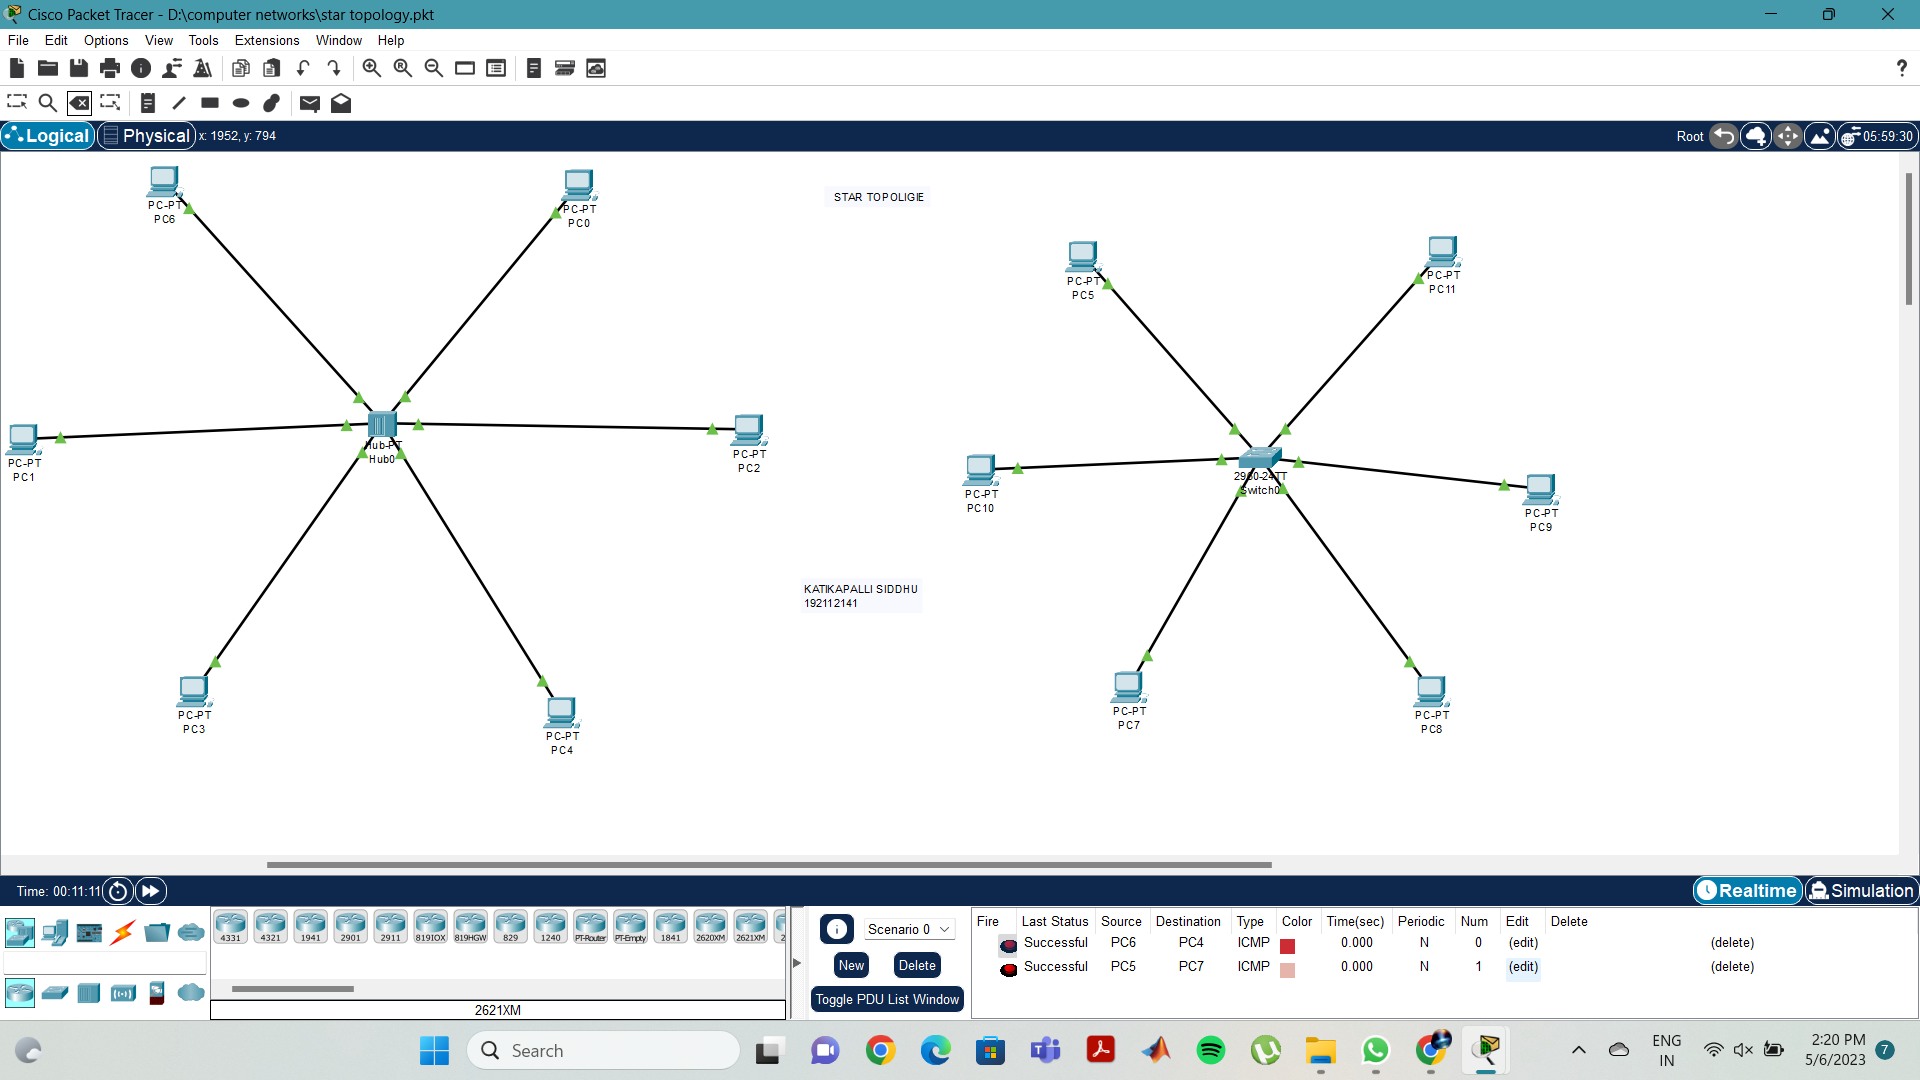 Cisco Packet Tracer - D:\computer networks\star topology.pkt
File Edit Options View Tools Extensions Window Help
?
Logical Physical x: 1952, y: 794 Root 05:59:30
PC-PT
PC6
PC-PT
PC0
STAR TOPOLIGIE
PC-PT
PC5
PC-PT
PC11
PC-PT
PC1
Hub-PT
Hub0
PC-PT
PC2
PC-PT
PC10
2960-24TT
Switch0
PC-PT
PC9
KATIKAPALLI SIDDHU
192112141
PC-PT
PC3
PC-PT
PC4
PC-PT
PC7
PC-PT
PC8
Time: 00:11:11 Realtime Simulation
4331 4321 1941 2901 2911 819IOX 819HGW 829 1240 PT-Router PT-Empty 1841 2620XM 2621XM 2
2621XM
Scenario 0
New Delete
Toggle PDU List Window
Fire Last Status Source Destination Type Color Time(sec) Periodic Num Edit Delete
Successful PC6 PC4 ICMP 0.000 N 0 (edit) (delete)
Successful PC5 PC7 ICMP 0.000 N 1 (edit) (delete)
Search
ENG
IN
2:20 PM
5/6/2023
7